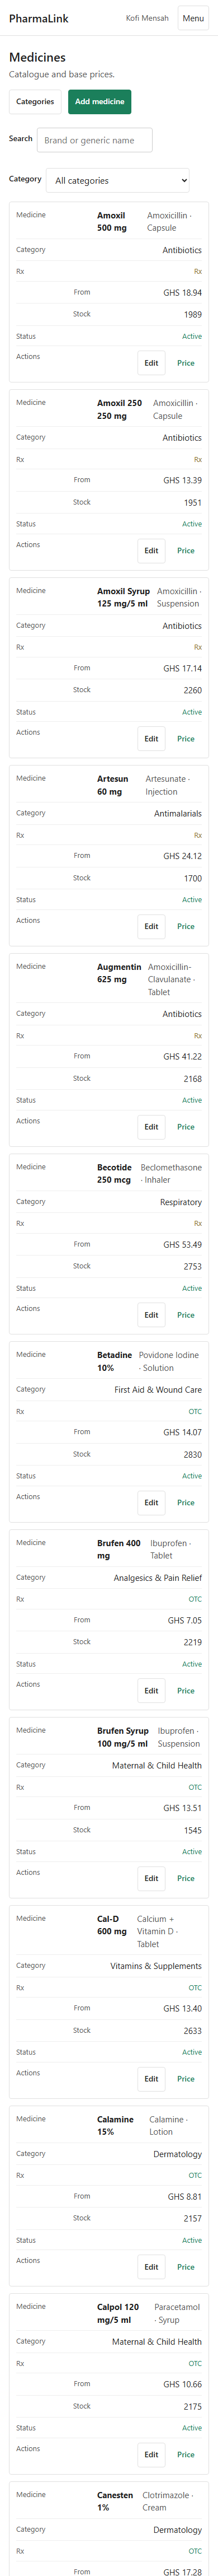 PharmaLink Kofi Mensah Menu
Medicines
Catalogue and base prices.
Categories Add medicine
Search Brand or generic name
Category All categories
Medicine Amoxil 500 mg Amoxicillin · Capsule
Category Antibiotics
Rx Rx
From GHS 18.94
Stock 1989
Status Active
Actions Edit Price
Medicine Amoxil 250 250 mg Amoxicillin · Capsule
Category Antibiotics
Rx Rx
From GHS 13.39
Stock 1951
Status Active
Actions Edit Price
Medicine Amoxil Syrup 125 mg/5 ml Amoxicillin · Suspension
Category Antibiotics
Rx Rx
From GHS 17.14
Stock 2260
Status Active
Actions Edit Price
Medicine Artesun 60 mg Artesunate · Injection
Category Antimalarials
Rx Rx
From GHS 24.12
Stock 1700
Status Active
Actions Edit Price
Medicine Augmentin 625 mg Amoxicillin-Clavulanate · Tablet
Category Antibiotics
Rx Rx
From GHS 41.22
Stock 2168
Status Active
Actions Edit Price
Medicine Becotide 250 mcg Beclomethasone · Inhaler
Category Respiratory
Rx Rx
From GHS 53.49
Stock 2753
Status Active
Actions Edit Price
Medicine Betadine 10% Povidone Iodine · Solution
Category First Aid & Wound Care
Rx OTC
From GHS 14.07
Stock 2830
Status Active
Actions Edit Price
Medicine Brufen 400 mg Ibuprofen · Tablet
Category Analgesics & Pain Relief
Rx OTC
From GHS 7.05
Stock 2219
Status Active
Actions Edit Price
Medicine Brufen Syrup 100 mg/5 ml Ibuprofen · Suspension
Category Maternal & Child Health
Rx OTC
From GHS 13.51
Stock 1545
Status Active
Actions Edit Price
Medicine Cal-D 600 mg Calcium + Vitamin D · Tablet
Category Vitamins & Supplements
Rx OTC
From GHS 13.40
Stock 2633
Status Active
Actions Edit Price
Medicine Calamine 15% Calamine · Lotion
Category Dermatology
Rx OTC
From GHS 8.81
Stock 2157
Status Active
Actions Edit Price
Medicine Calpol 120 mg/5 ml Paracetamol · Syrup
Category Maternal & Child Health
Rx OTC
From GHS 10.66
Stock 2175
Status Active
Actions Edit Price
Medicine Canesten 1% Clotrimazole · Cream
Category Dermatology
Rx OTC
From GHS 17.28